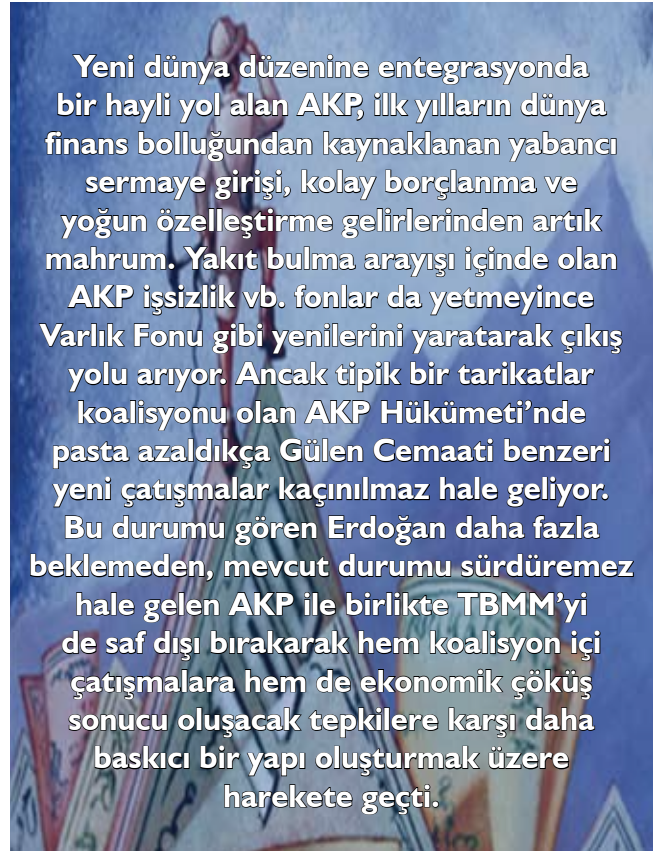 Yeni dünya düzenine entegrasyonda
bir hayli yol alan AKP, ilk yılların dünya
finans bolluğundan kaynaklanan yabancı
sermaye girişi, kolay borçlanma ve
yoğun özelleştirme gelirlerinden artık
mahrum. Yakıt bulma arayışı içinde olan
AKP işsizlik vb. fonlar da yetmeyince
Varlık Fonu gibi yenilerini yaratarak çıkış
yolu arıyor. Ancak tipik bir tarikatlar
koalisyonu olan AKP Hükümeti’nde
pasta azaldıkça Gülen Cemaati benzeri
yeni çatışmalar kaçınılmaz hale geliyor.
Bu durumu gören Erdoğan daha fazla
beklemeden, mevcut durumu sürdüremez
hale gelen AKP ile birlikte TBMM’yi
de saf dışı bırakarak hem koalisyon içi
çatışmalara hem de ekonomik çöküş
sonucu oluşacak tepkilere karşı daha
baskıcı bir yapı oluşturmak üzere
harekete geçti.